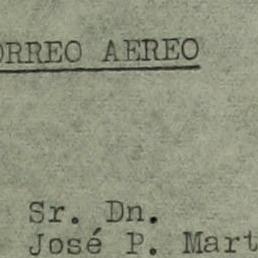 ORREO AEREO
Sr. Dn.
José P. Mart